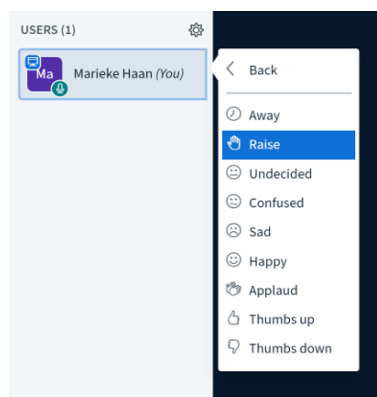 USERS (1)
Ma
Marieke Haan (You)
Back
Away
Raise
Undecided
Confused
Sad
Happy
Applaud
Thumbs up
Thumbs down